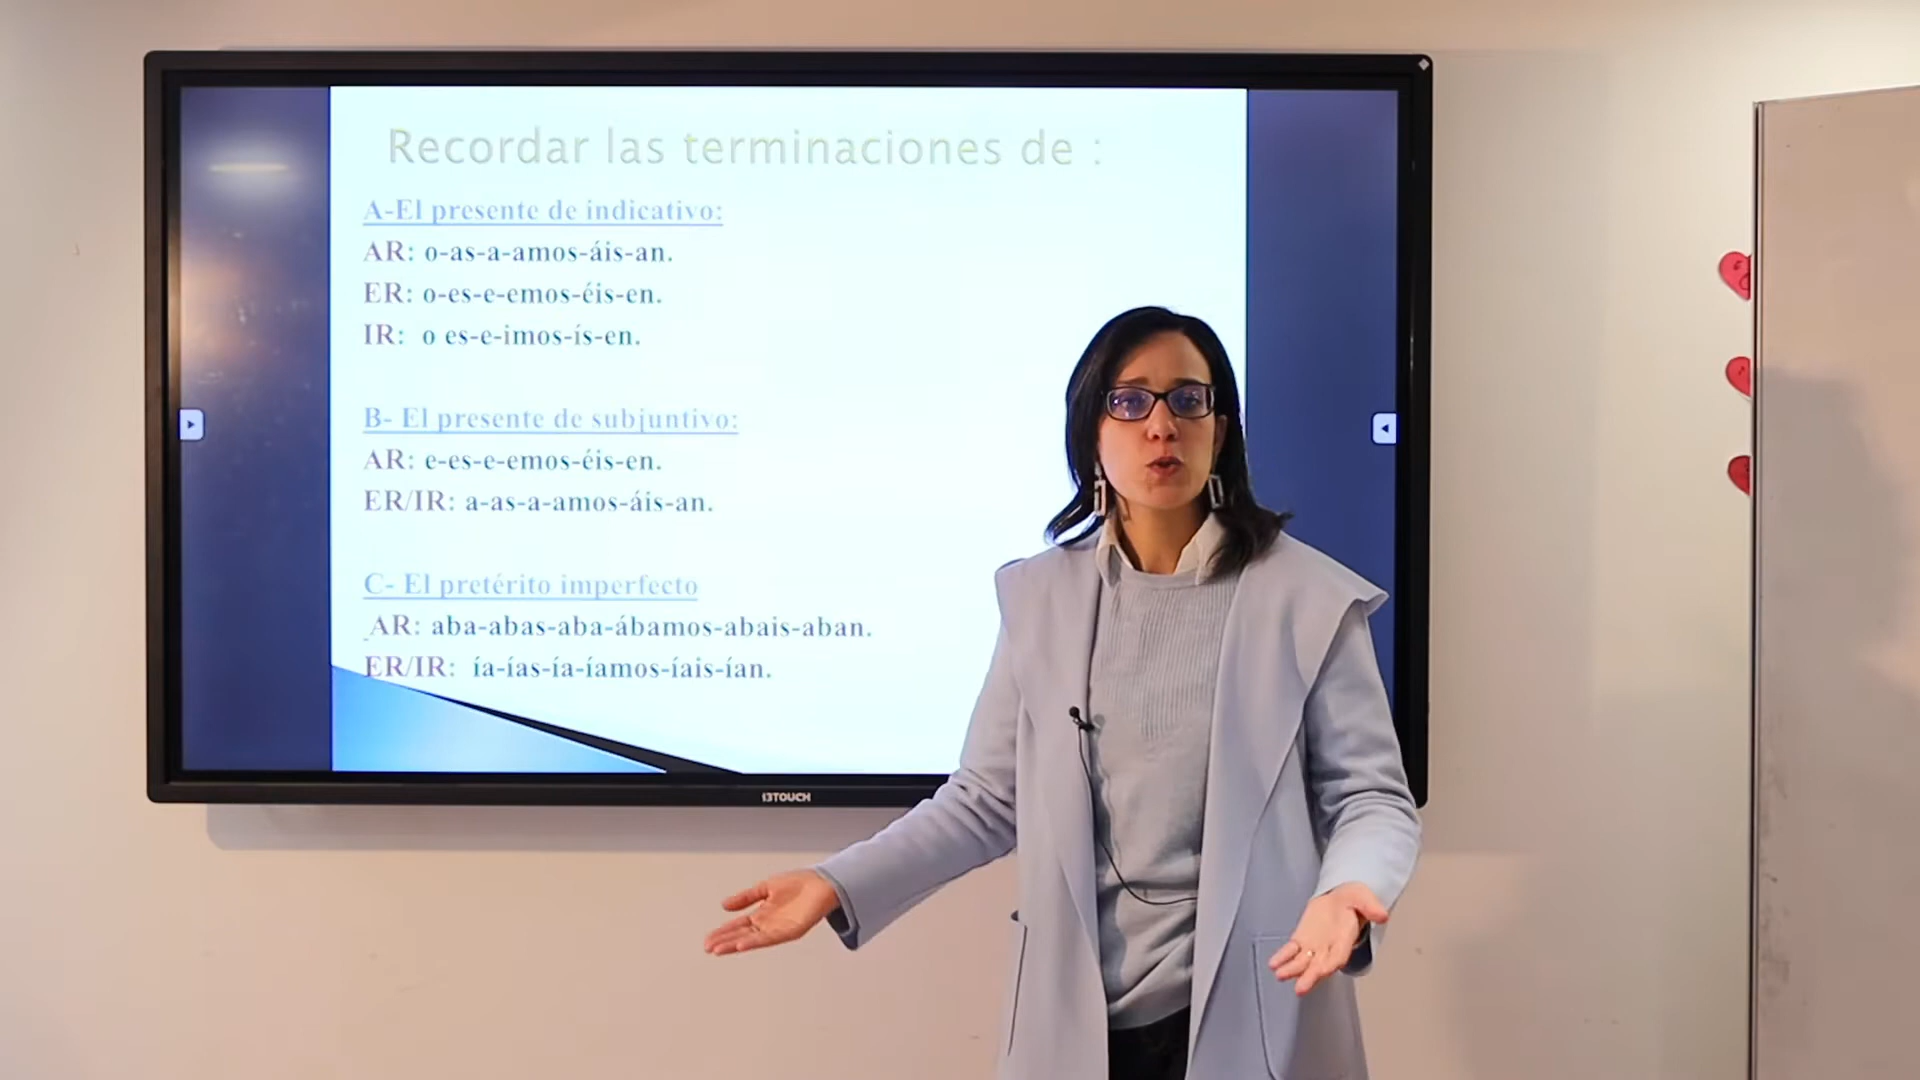 Recordar las terminaciones de :
A-El presente de indicativo:
AR: o-as-a-amos-áis-an.
ER: o-es-e-emos-éis-en.
IR: o es-e-imos-ís-en.
B- El presente de subjuntivo:
AR: e-es-e-emos-éis-en.
ER/IR: a-as-a-amos-áis-an.
C- El pretérito imperfecto
AR: aba-abas-aba-ábamos-abais-aban.
ER/IR: ía-ías-ía-íamos-íais-ían.
i3TOUCH